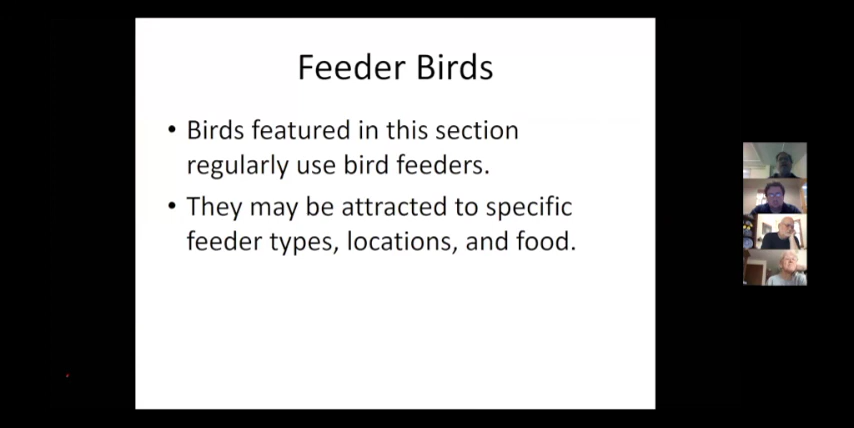 Feeder Birds
• Birds featured in this section
regularly use bird feeders.
• They may be attracted to specific
feeder types, locations, and food.